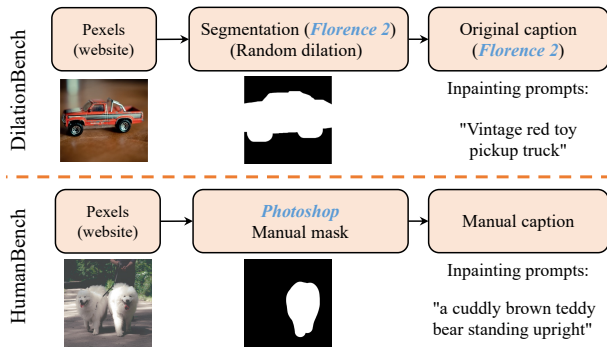 DilationBench
Pexels
(website)
Segmentation (Florence 2)
(Random dilation)
Original caption
(Florence 2)
Inpainting prompts:
"Vintage red toy
pickup truck"
HumanBench
Pexels
(website)
Photoshop
Manual mask
Manual caption
Inpainting prompts:
"a cuddly brown teddy
bear standing upright"